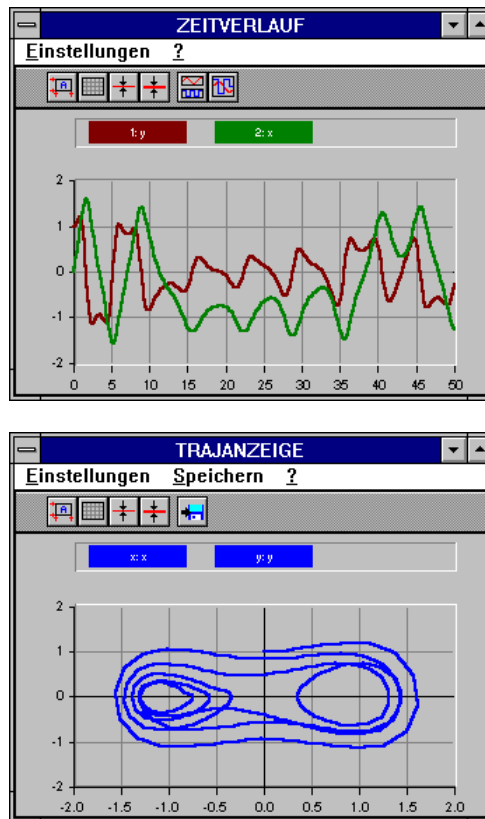 ZEITVERLAUF
Einstellungen ?
A
1: y 2: x
2
1
0
-1
-2
0 5 10 15 20 25 30 35 40 45 50
TRAJANZEIGE
Einstellungen Speichern ?
A
x: x y: y
2
1
0
-1
-2
-2.0 -1.5 -1.0 -0.5 0.0 0.5 1.0 1.5 2.0